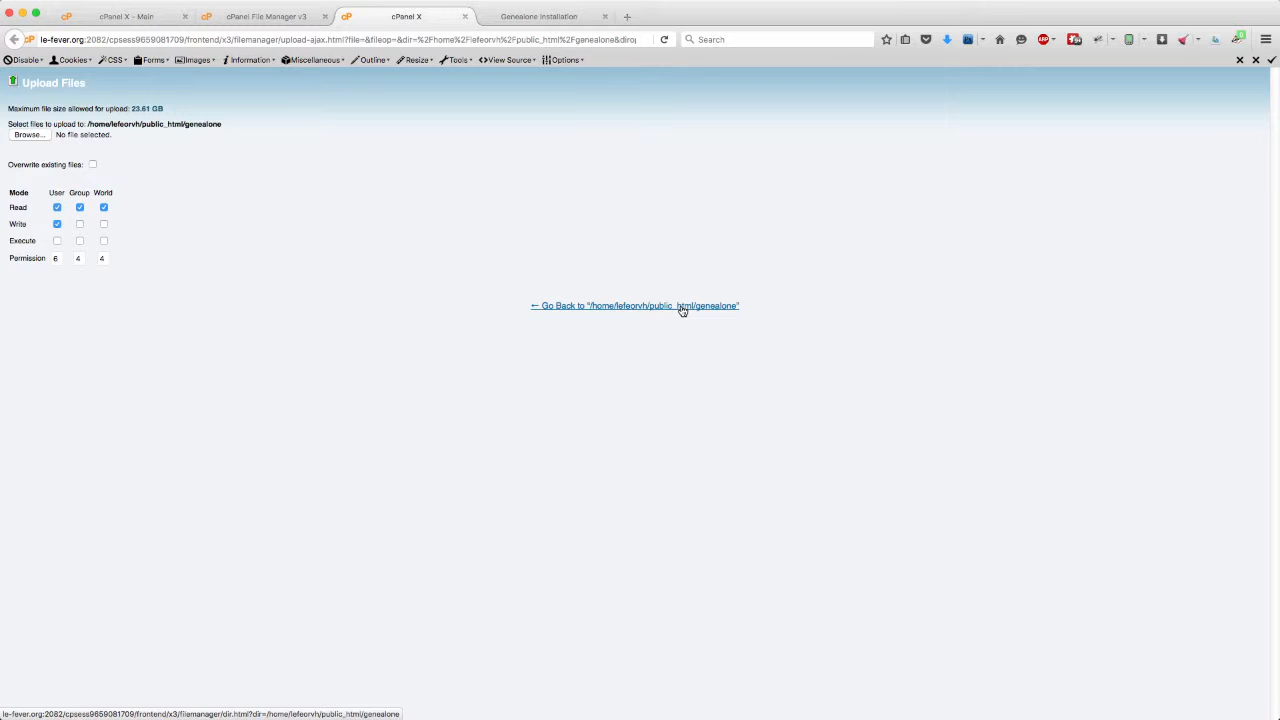 cPanel X - Main
cPanel File Manager v3
cPanel X
Genealone Installation
le-fever.org:2082/cpsess9659081709/frontend/x3/filemanager/upload-ajax.html?file=&fileop=&dir=%2Fhome%2Flefeorvh%2Fpublic_html%2Fgenealone&dirop
Search
Disable Cookies CSS Forms Images Information Miscellaneous Outline Resize Tools View Source Options
Upload Files
Maximum file size allowed for upload: 23.61 GB
Select files to upload to: /home/lefeorvh/public_html/genealone
Browse... No file selected.
Overwrite existing files:
Mode User Group World
Read
Write
Execute
Permission 6 4 4
← Go Back to "/home/lefeorvh/public_html/genealone"
le-fever.org:2082/cpsess9659081709/frontend/x3/filemanager/dir.html?dir=/home/lefeorvh/public_html/genealone